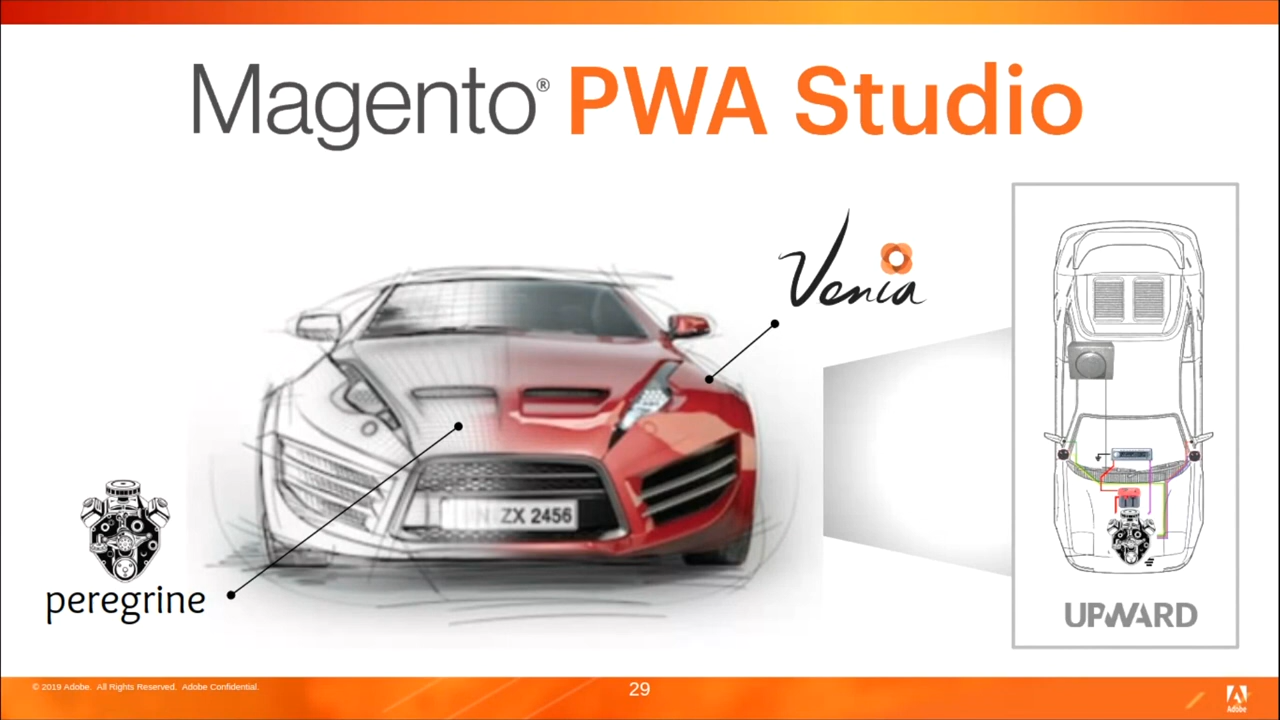 Magento® PWA Studio
Venia
ZX 2456
peregrine
UPWARD
© 2019 Adobe. All Rights Reserved. Adobe Confidential.
29
Adobe